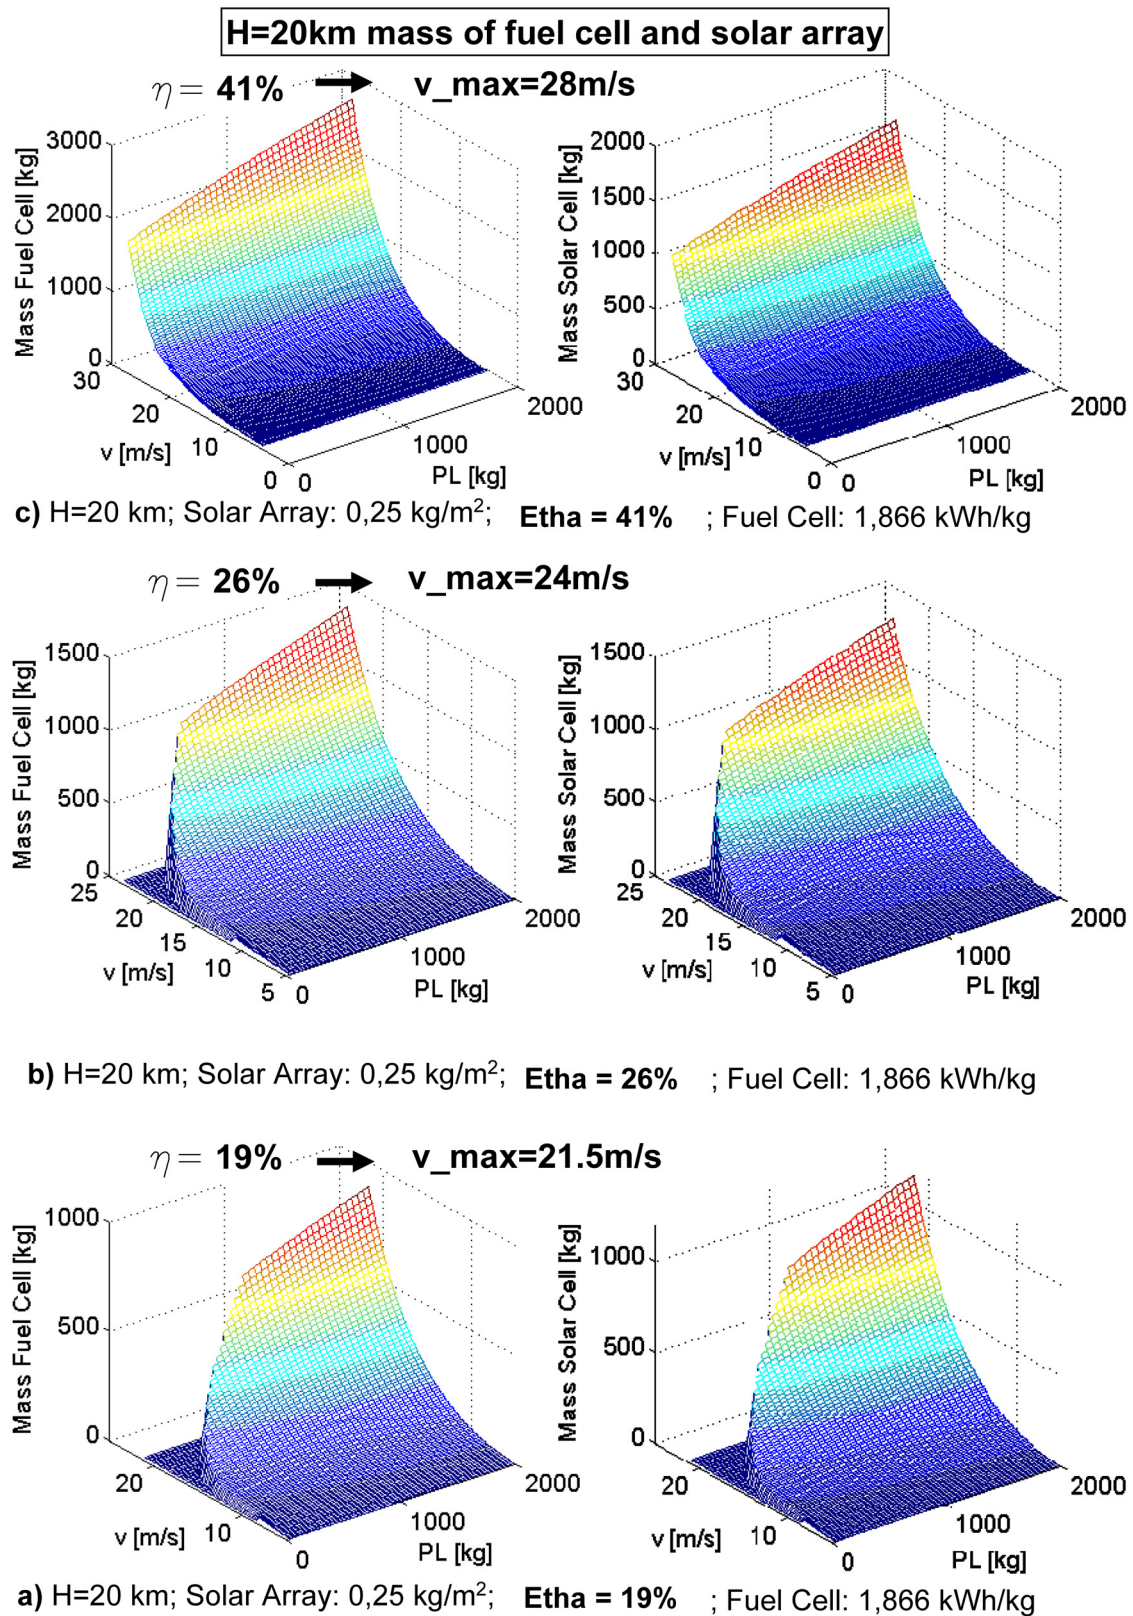 H=20km mass of fuel cell and solar array
η = 41% v_max=28m/s
Mass Fuel Cell [kg]
3000
2000
1000
0
30
20
10
0
v [m/s]
0
1000
2000
PL [kg]
Mass Solar Cell [kg]
2000
1500
1000
500
0
30
20
10
0
v [m/s]
0
1000
2000
PL [kg]
c) H=20 km; Solar Array: 0,25 kg/m²; Etha = 41% ; Fuel Cell: 1,866 kWh/kg
η = 26% v_max=24m/s
Mass Fuel Cell [kg]
1500
1000
500
0
25
20
15
10
5
v [m/s]
0
1000
2000
PL [kg]
Mass Solar Cell [kg]
1500
1000
500
0
25
20
15
10
5
v [m/s]
0
1000
2000
PL [kg]
b) H=20 km; Solar Array: 0,25 kg/m²; Etha = 26% ; Fuel Cell: 1,866 kWh/kg
η = 19% v_max=21.5m/s
Mass Fuel Cell [kg]
1000
500
0
20
10
v [m/s]
0
1000
2000
PL [kg]
Mass Solar Cell [kg]
1000
500
0
20
10
v [m/s]
0
1000
2000
PL [kg]
a) H=20 km; Solar Array: 0,25 kg/m²; Etha = 19% ; Fuel Cell: 1,866 kWh/kg